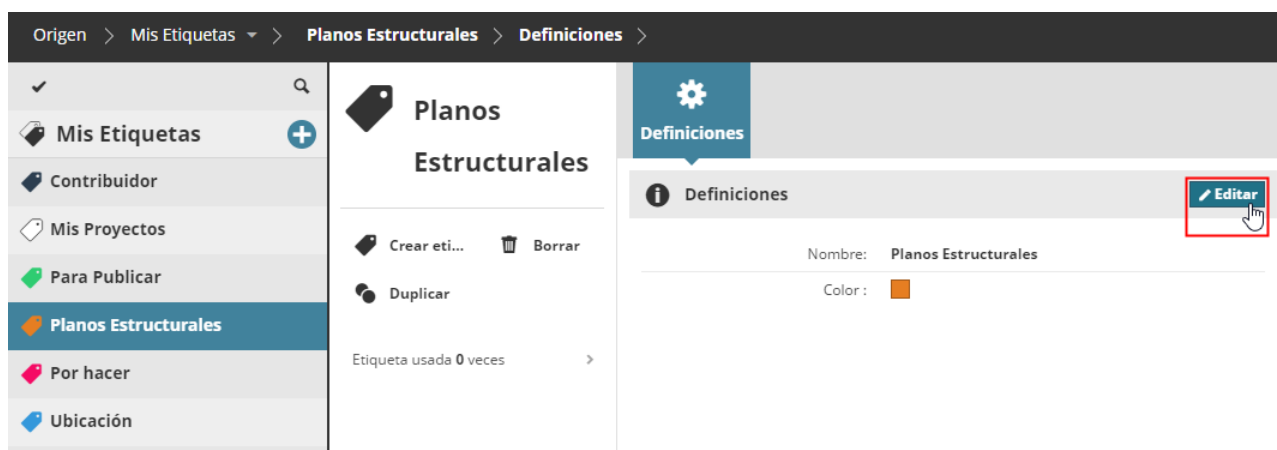 Origen > Mis Etiquetas > Planos Estructurales > Definiciones >
Mis Etiquetas
Contribuidor
Mis Proyectos
Para Publicar
Planos Estructurales
Por hacer
Ubicación
Planos
Estructurales
Crear eti... Borrar
Duplicar
Etiqueta usada 0 veces >
Definiciones
Definiciones Editar
Nombre: Planos Estructurales
Color :